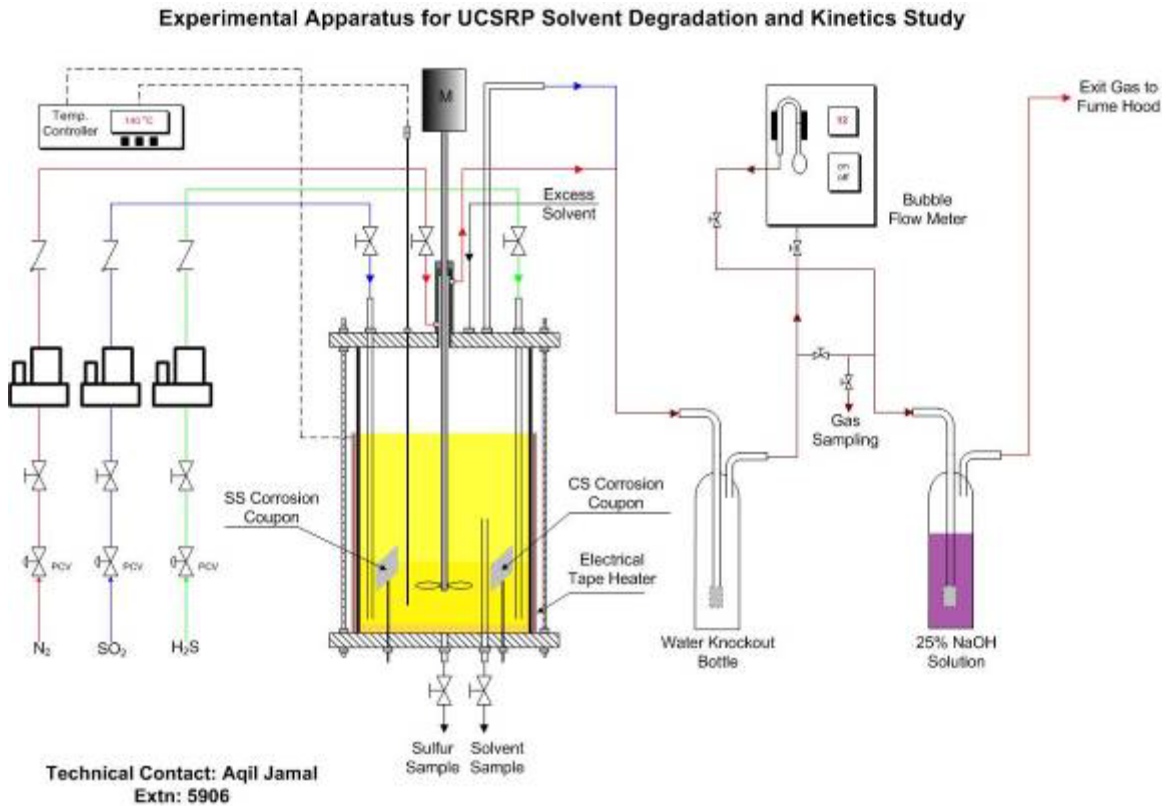 Experimental Apparatus for UCSRP Solvent Degradation and Kinetics Study
Temp.
Controller
140 °C
M
Excess
Solvent
on
off
Bubble
Flow Meter
Exit Gas to
Fume Hood
SS Corrosion
Coupon
CS Corrosion
Coupon
Electrical
Tape Heater
Gas
Sampling
PCV
PCV
PCV
N₂
SO₂
H₂S
Water Knockout
Bottle
25% NaOH
Solution
Sulfur
Sample
Solvent
Sample
Technical Contact: Aqil Jamal
Extn: 5906